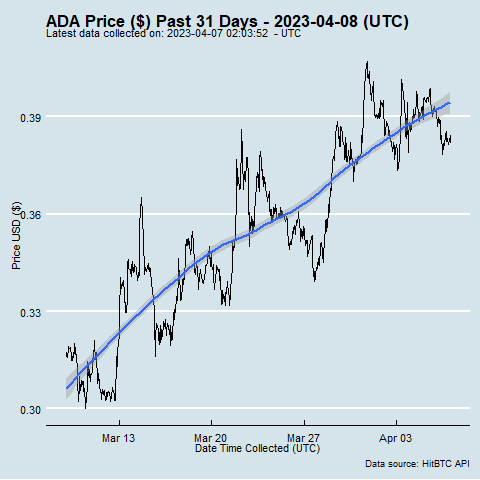 ADA Price ($) Past 31 Days - 2023-04-08 (UTC)
Latest data collected on: 2023-04-07 02:03:52 - UTC
0.39
0.36
0.33
0.30
Price USD ($)
Mar 13 Mar 20 Mar 27 Apr 03
Date Time Collected (UTC)
Data source: HitBTC API